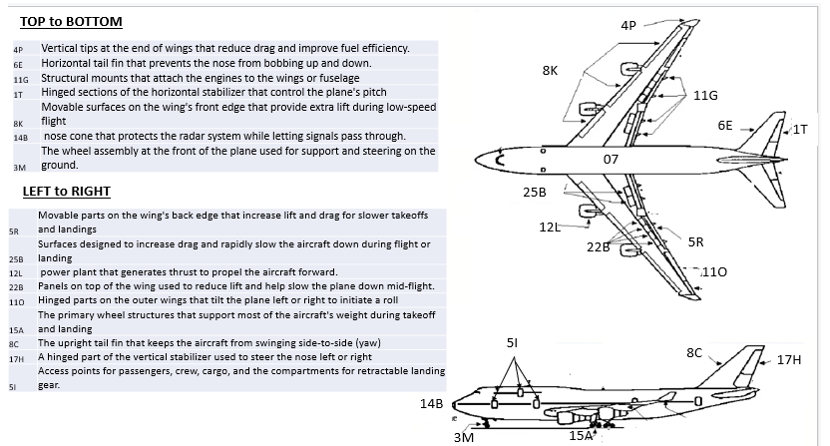 TOP to BOTTOM
4P Vertical tips at the end of wings that reduce drag and improve fuel efficiency.
6E Horizontal tail fin that prevents the nose from bobbing up and down.
11G Structural mounts that attach the engines to the wings or fuselage
1T Hinged sections of the horizontal stabilizer that control the plane's pitch
Movable surfaces on the wing's front edge that provide extra lift during low-speed
8K flight
14B nose cone that protects the radar system while letting signals pass through.
The wheel assembly at the front of the plane used for support and steering on the
3M ground.
LEFT to RIGHT
Movable parts on the wing's back edge that increase lift and drag for slower takeoffs
5R and landings
Surfaces designed to increase drag and rapidly slow the aircraft down during flight or
25B landing
12L power plant that generates thrust to propel the aircraft forward.
22B Panels on top of the wing used to reduce lift and help slow the plane down mid-flight.
11O Hinged parts on the outer wings that tilt the plane left or right to initiate a roll
The primary wheel structures that support most of the aircraft's weight during takeoff
15A and landing
8C The upright tail fin that keeps the aircraft from swinging side-to-side (yaw)
17H A hinged part of the vertical stabilizer used to steer the nose left or right
Access points for passengers, crew, cargo, and the compartments for retractable landing
5I gear.
4P
8K
11G
6E
1T
07
25B
12L
22B
5R
11O
5I
8C
17H
14B
3M
15A